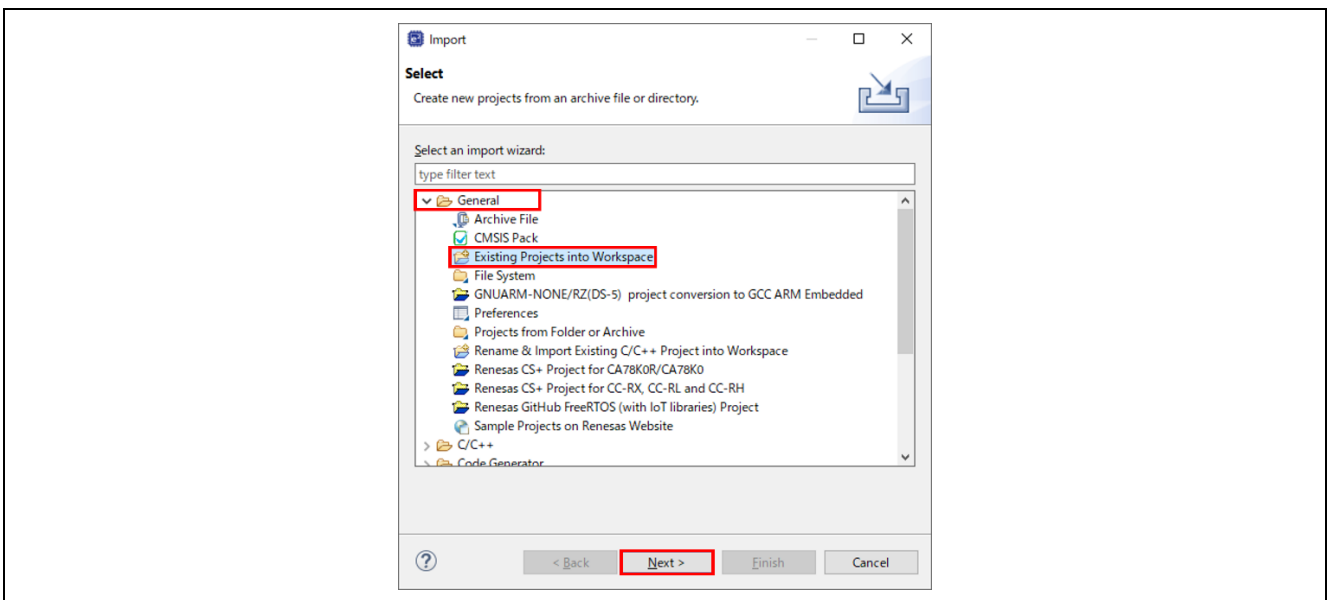 Import
Select
Create new projects from an archive file or directory.
Select an import wizard:
type filter text
General
Archive File
CMSIS Pack
Existing Projects into Workspace
File System
GNUARM-NONE/RZ(DS-5) project conversion to GCC ARM Embedded
Preferences
Projects from Folder or Archive
Rename & Import Existing C/C++ Project into Workspace
Renesas CS+ Project for CA78K0R/CA78K0
Renesas CS+ Project for CC-RX, CC-RL and CC-RH
Renesas GitHub FreeRTOS (with IoT libraries) Project
Sample Projects on Renesas Website
C/C++
Code Generator
< Back Next > Finish Cancel